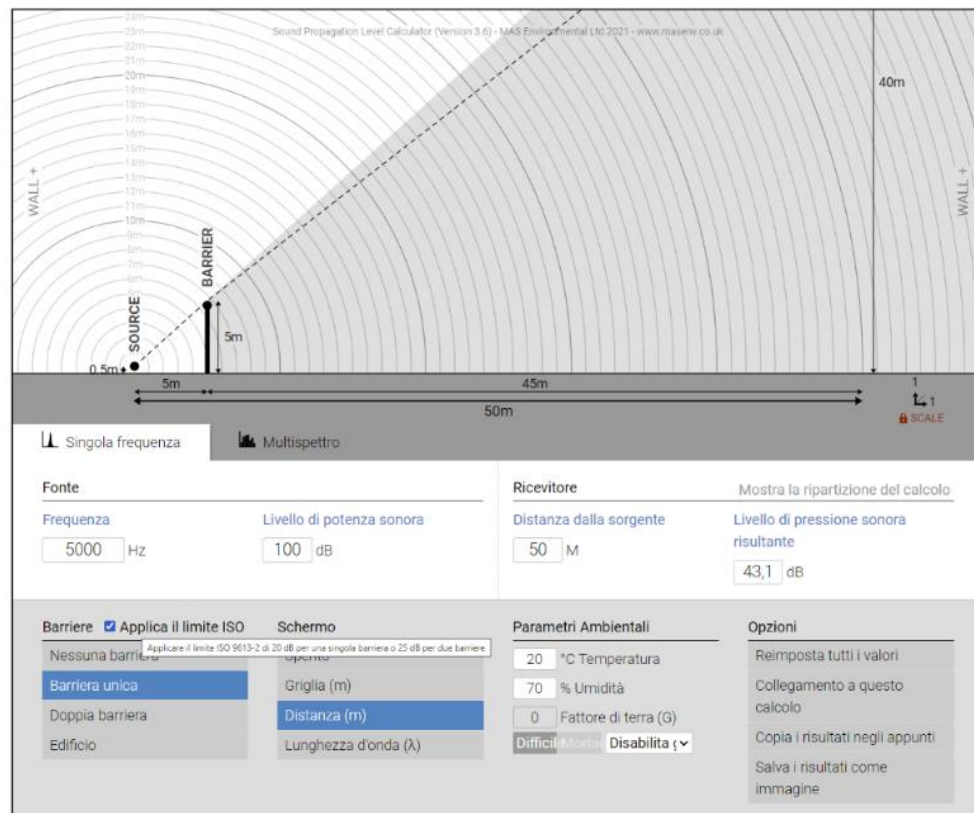 24m
23m
Sound Propagation Level Calculator (Version 3.6) - MAS Environmental Ltd 2021 - www.masenv.co.uk
22m
21m
20m
19m
18m
17m
16m
15m
14m
13m
12m
11m
10m
9m
8m
7m
6m
5m
40m
WALL +
WALL +
BARRIER
SOURCE
5m
0.5m
5m
45m
50m
1
1
SCALE
Singola frequenza
Multispettro
Fonte
Ricevitore
Mostra la ripartizione del calcolo
Frequenza
Livello di potenza sonora
Distanza dalla sorgente
Livello di pressione sonora
risultante
5000 Hz
100 dB
50 M
43,1 dB
Barriere Applica il limite ISO
Schermo
Parametri Ambientali
Opzioni
Applicare il limite ISO 9613-2 di 20 dB per una singola barriera o 25 dB per due barriere
Nessuna barriera
Barriera unica
Doppia barriera
Edificio
Griglia (m)
Distanza (m)
Lunghezza d'onda (λ)
20 °C Temperatura
70 % Umidità
0 Fattore di terra (G)
Difficile Morbi Disabilita g
Reimposta tutti i valori
Collegamento a questo
calcolo
Copia i risultati negli appunti
Salva i risultati come
immagine